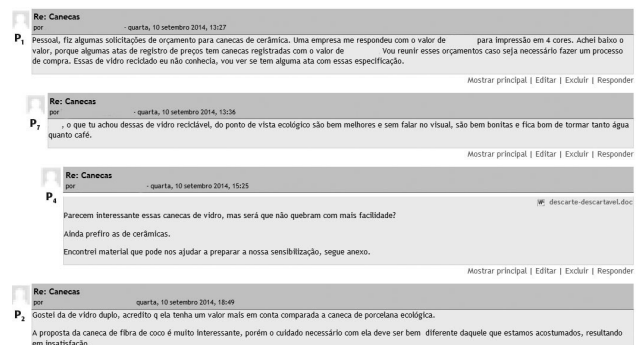 Re: Canecas
por - quarta, 10 setembro 2014, 13:27
P1
Pessoal, fiz algumas solicitações de orçamento para canecas de cerâmica. Uma empresa me respondeu com o valor de para impressão em 4 cores. Achei baixo o
valor, porque algumas atas de registro de preços tem canecas registradas com o valor de Vou reunir esses orçamentos caso seja necessário fazer um processo
de compra. Essas de vidro reciclado eu não conhecia, vou ver se tem alguma ata com essas especificação.
Mostrar principal | Editar | Excluir | Responder
Re: Canecas
por - quarta, 10 setembro 2014, 13:36
P7
, o que tu achou dessas de vidro reciclável, do ponto de vista ecológico são bem melhores e sem falar no visual, são bem bonitas e fica bom de tormar tanto água
quanto café.
Mostrar principal | Editar | Excluir | Responder
Re: Canecas
por - quarta, 10 setembro 2014, 15:25
P4
descarte-descartavel.doc
Parecem interessante essas canecas de vidro, mas será que não quebram com mais facilidade?
Ainda prefiro as de cerâmicas.
Encontrei material que pode nos ajudar a preparar a nossa sensibilização, segue anexo.
Mostrar principal | Editar | Excluir | Responder
Re: Canecas
por quarta, 10 setembro 2014, 18:49
P2
Gostei da de vidro duplo, acredito q ela tenha um valor mais em conta comparada a caneca de porcelana ecológica.
A proposta da caneca de fibra de coco é muito interessante, porém o cuidado necessário com ela deve ser bem diferente daquele que estamos acostumados, resultando
em insatisfação